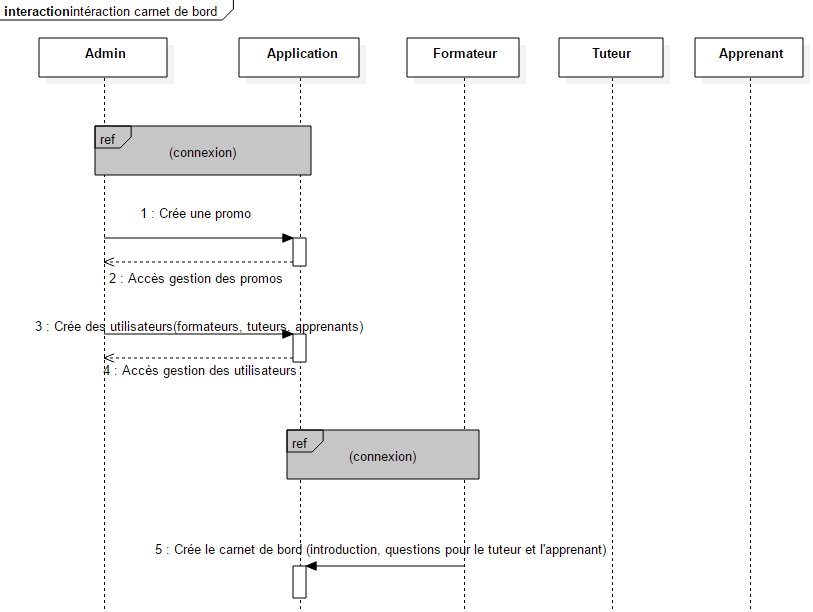 interactionintéraction carnet de bord
Admin
Application
Formateur
Tuteur
Apprenant
ref
(connexion)
1 : Crée une promo
2 : Accès gestion des promos
3 : Crée des utilisateurs(formateurs, tuteurs, apprenants)
4 : Accès gestion des utilisateurs
ref
(connexion)
5 : Crée le carnet de bord (introduction, questions pour le tuteur et l'apprenant)